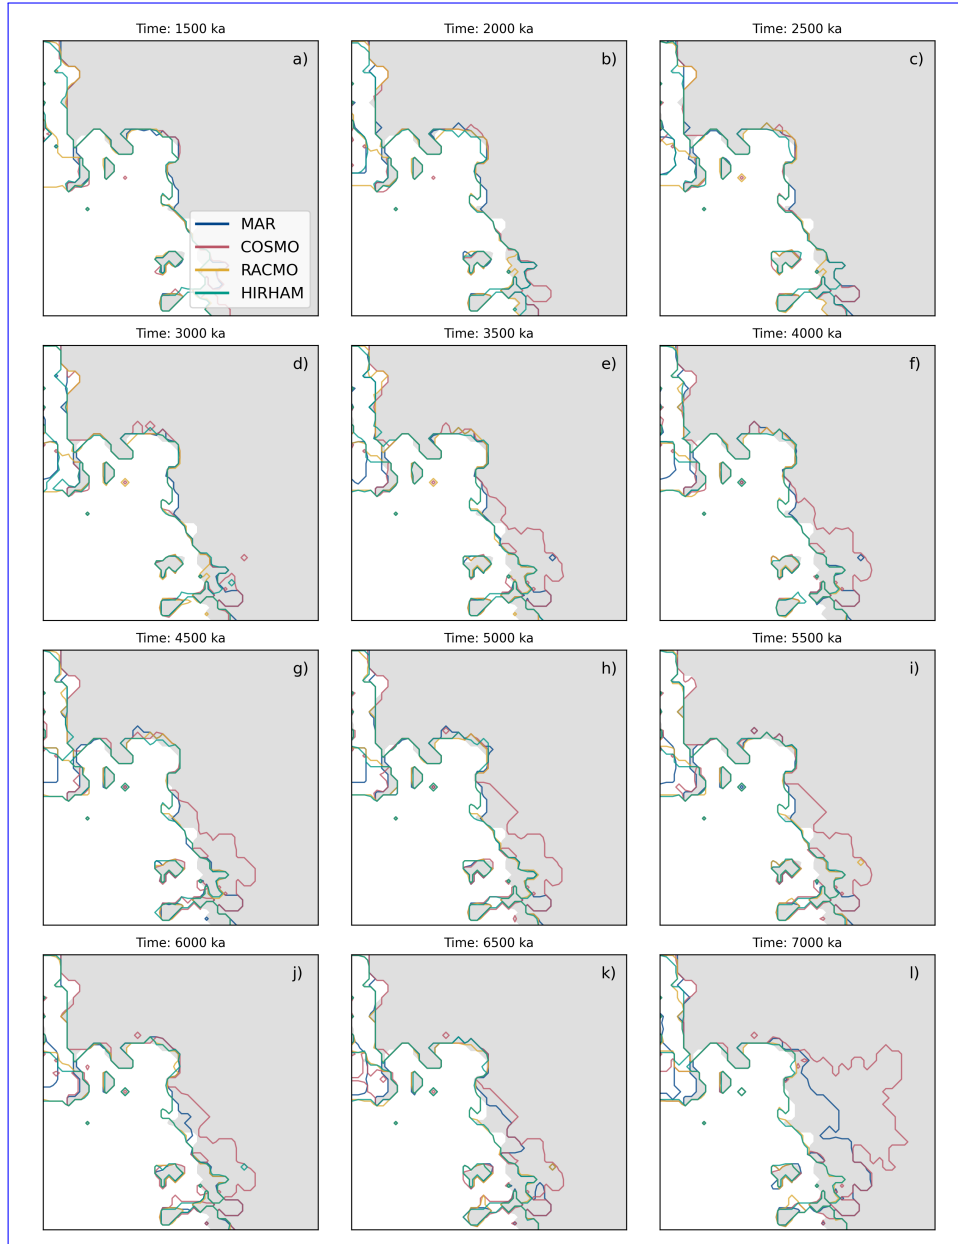 Time: 1500 ka
Time: 2000 ka
Time: 2500 ka
a)
b)
c)
MAR
COSMO
RACMO
HIRHAM
Time: 3000 ka
Time: 3500 ka
Time: 4000 ka
d)
e)
f)
Time: 4500 ka
Time: 5000 ka
Time: 5500 ka
g)
h)
i)
Time: 6000 ka
Time: 6500 ka
Time: 7000 ka
j)
k)
l)